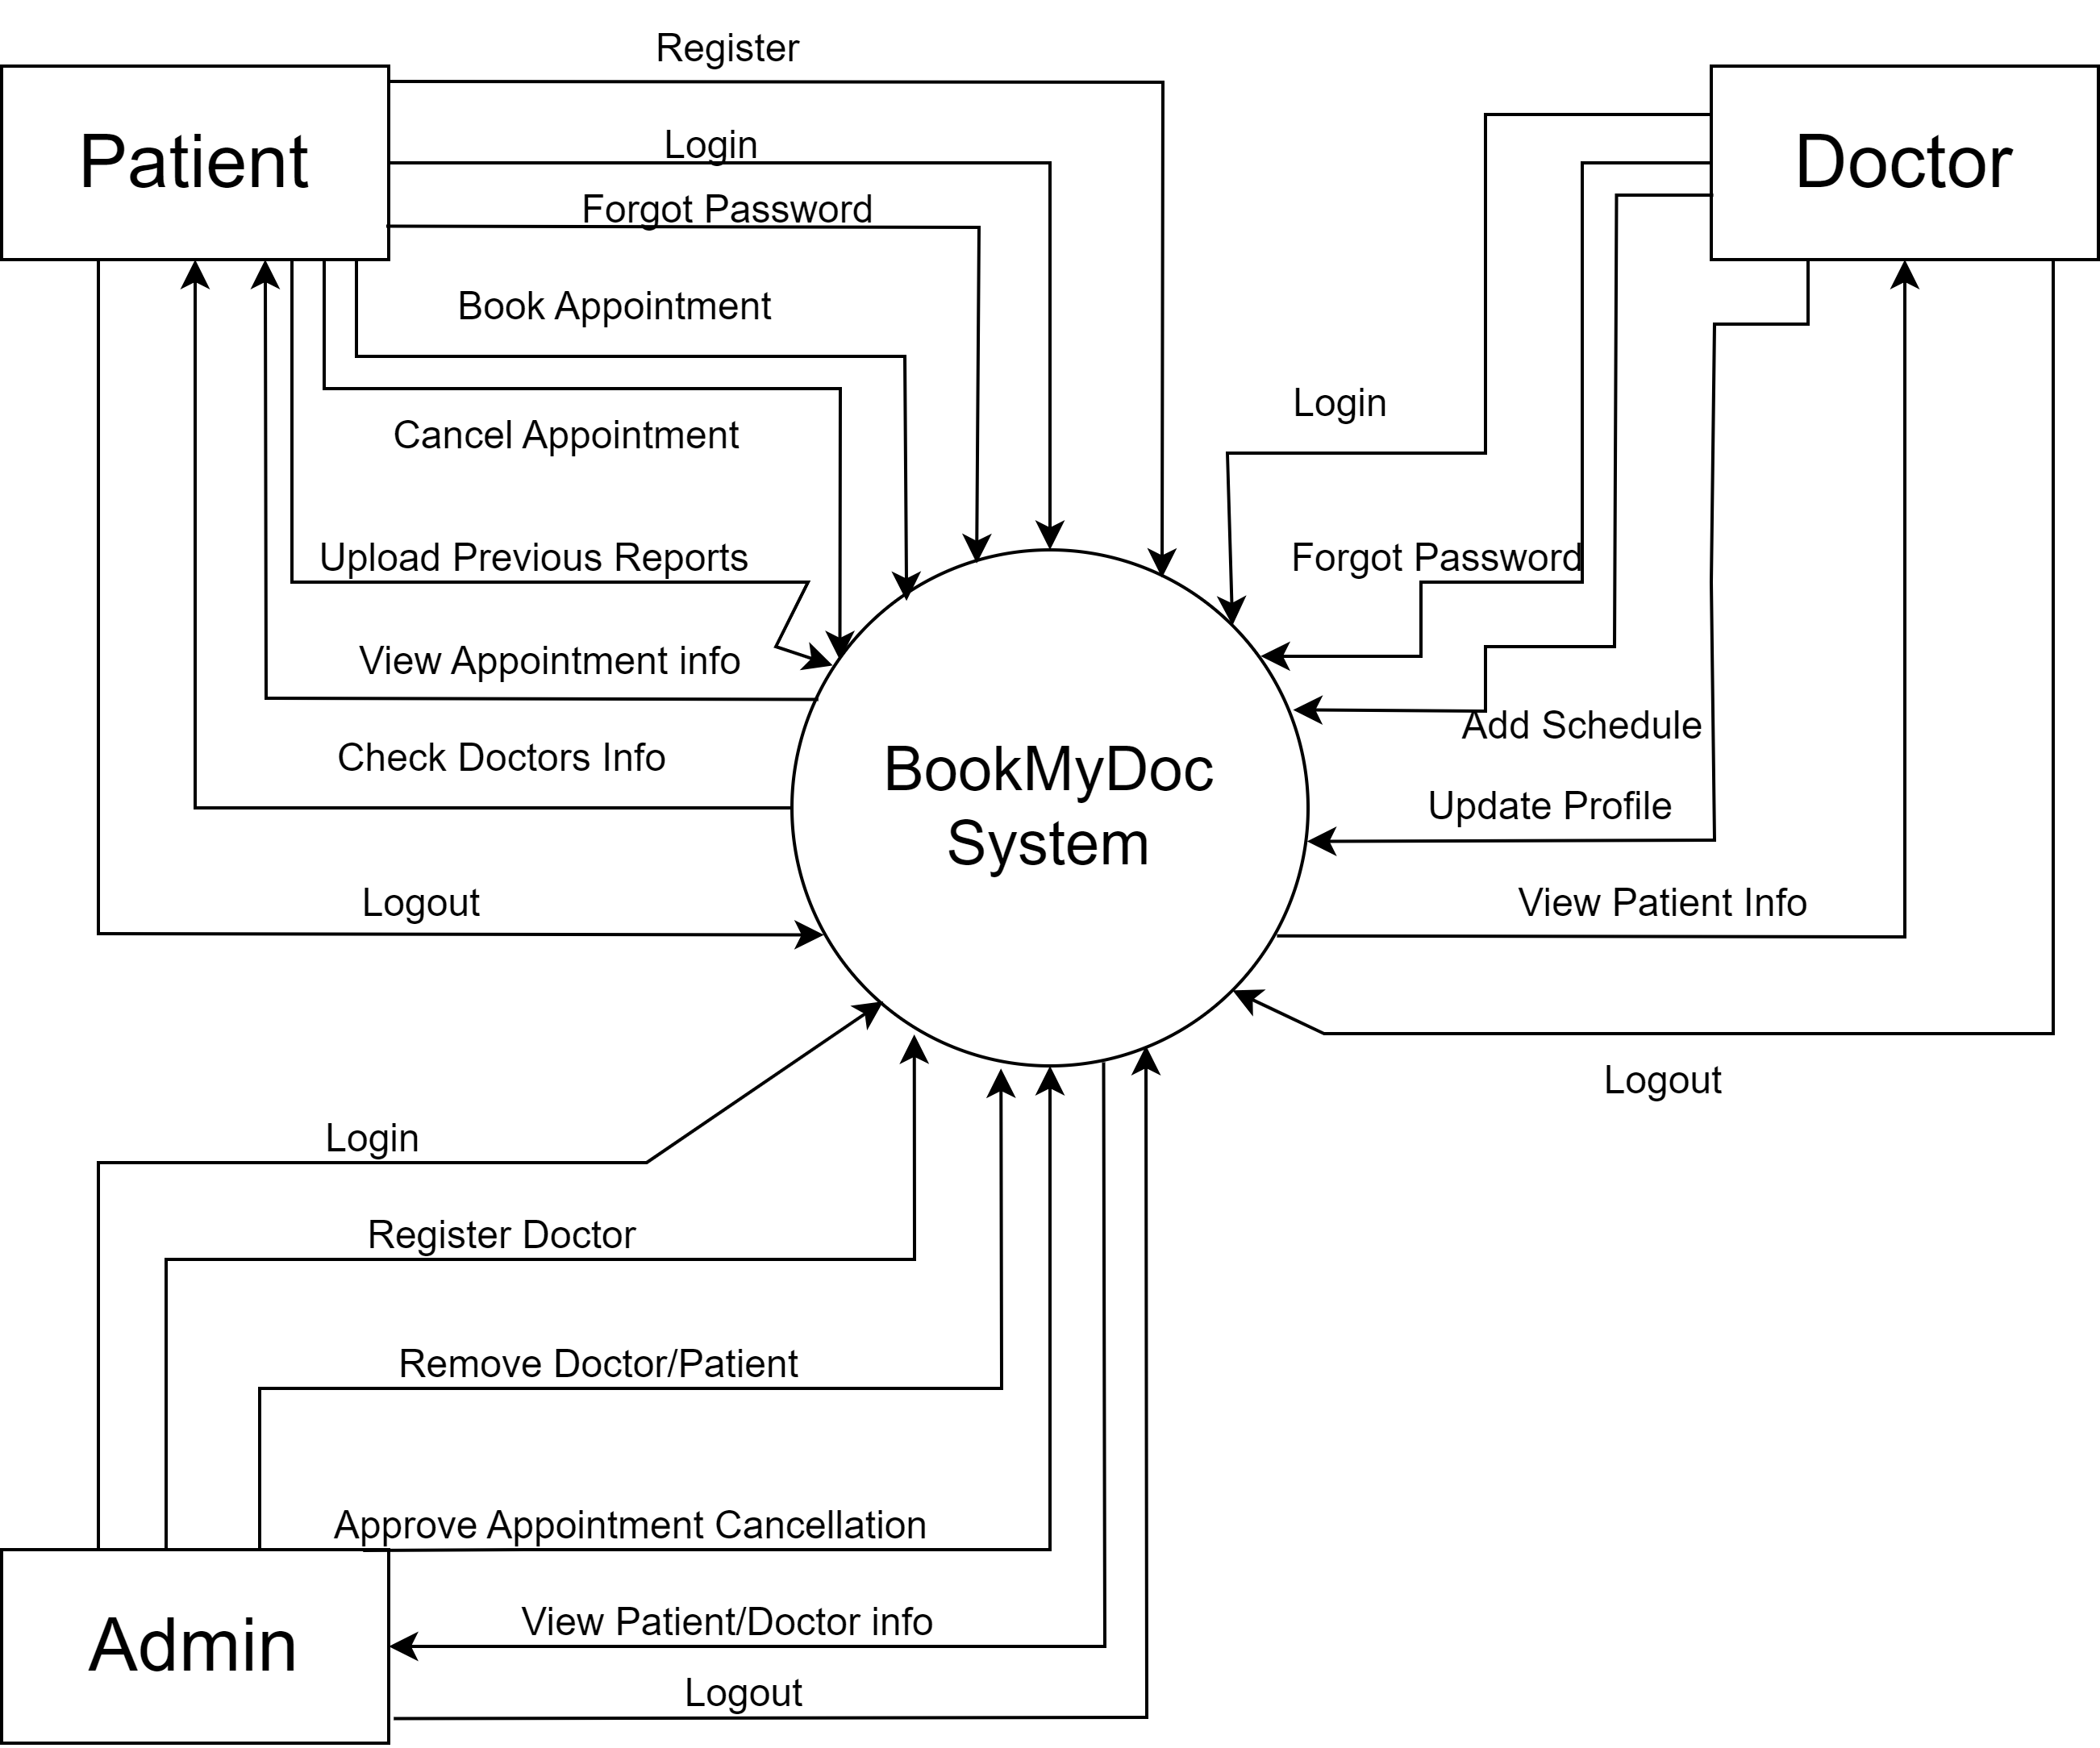 Register
Patient
Login
Doctor
Forgot Password
Book Appointment
Login
Cancel Appointment
Upload Previous Reports
Forgot Password
View Appointment info
Add Schedule
Check Doctors Info
BookMyDoc
System
Update Profile
Logout
View Patient Info
Logout
Login
Register Doctor
Remove Doctor/Patient
Approve Appointment Cancellation
Admin
View Patient/Doctor info
Logout